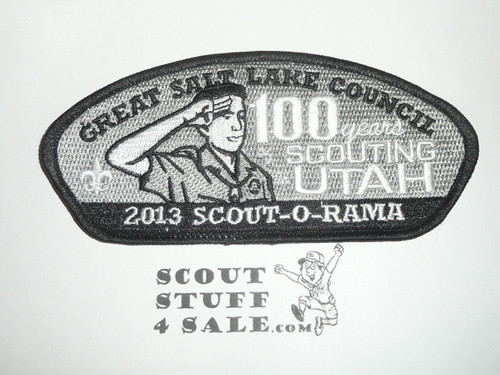 GREAT SALT LAKE COUNCIL
100 years
SCOUTING
UTAH
2013 SCOUT-O-RAMA
SCOUT
STUFF
4 SALE.COM